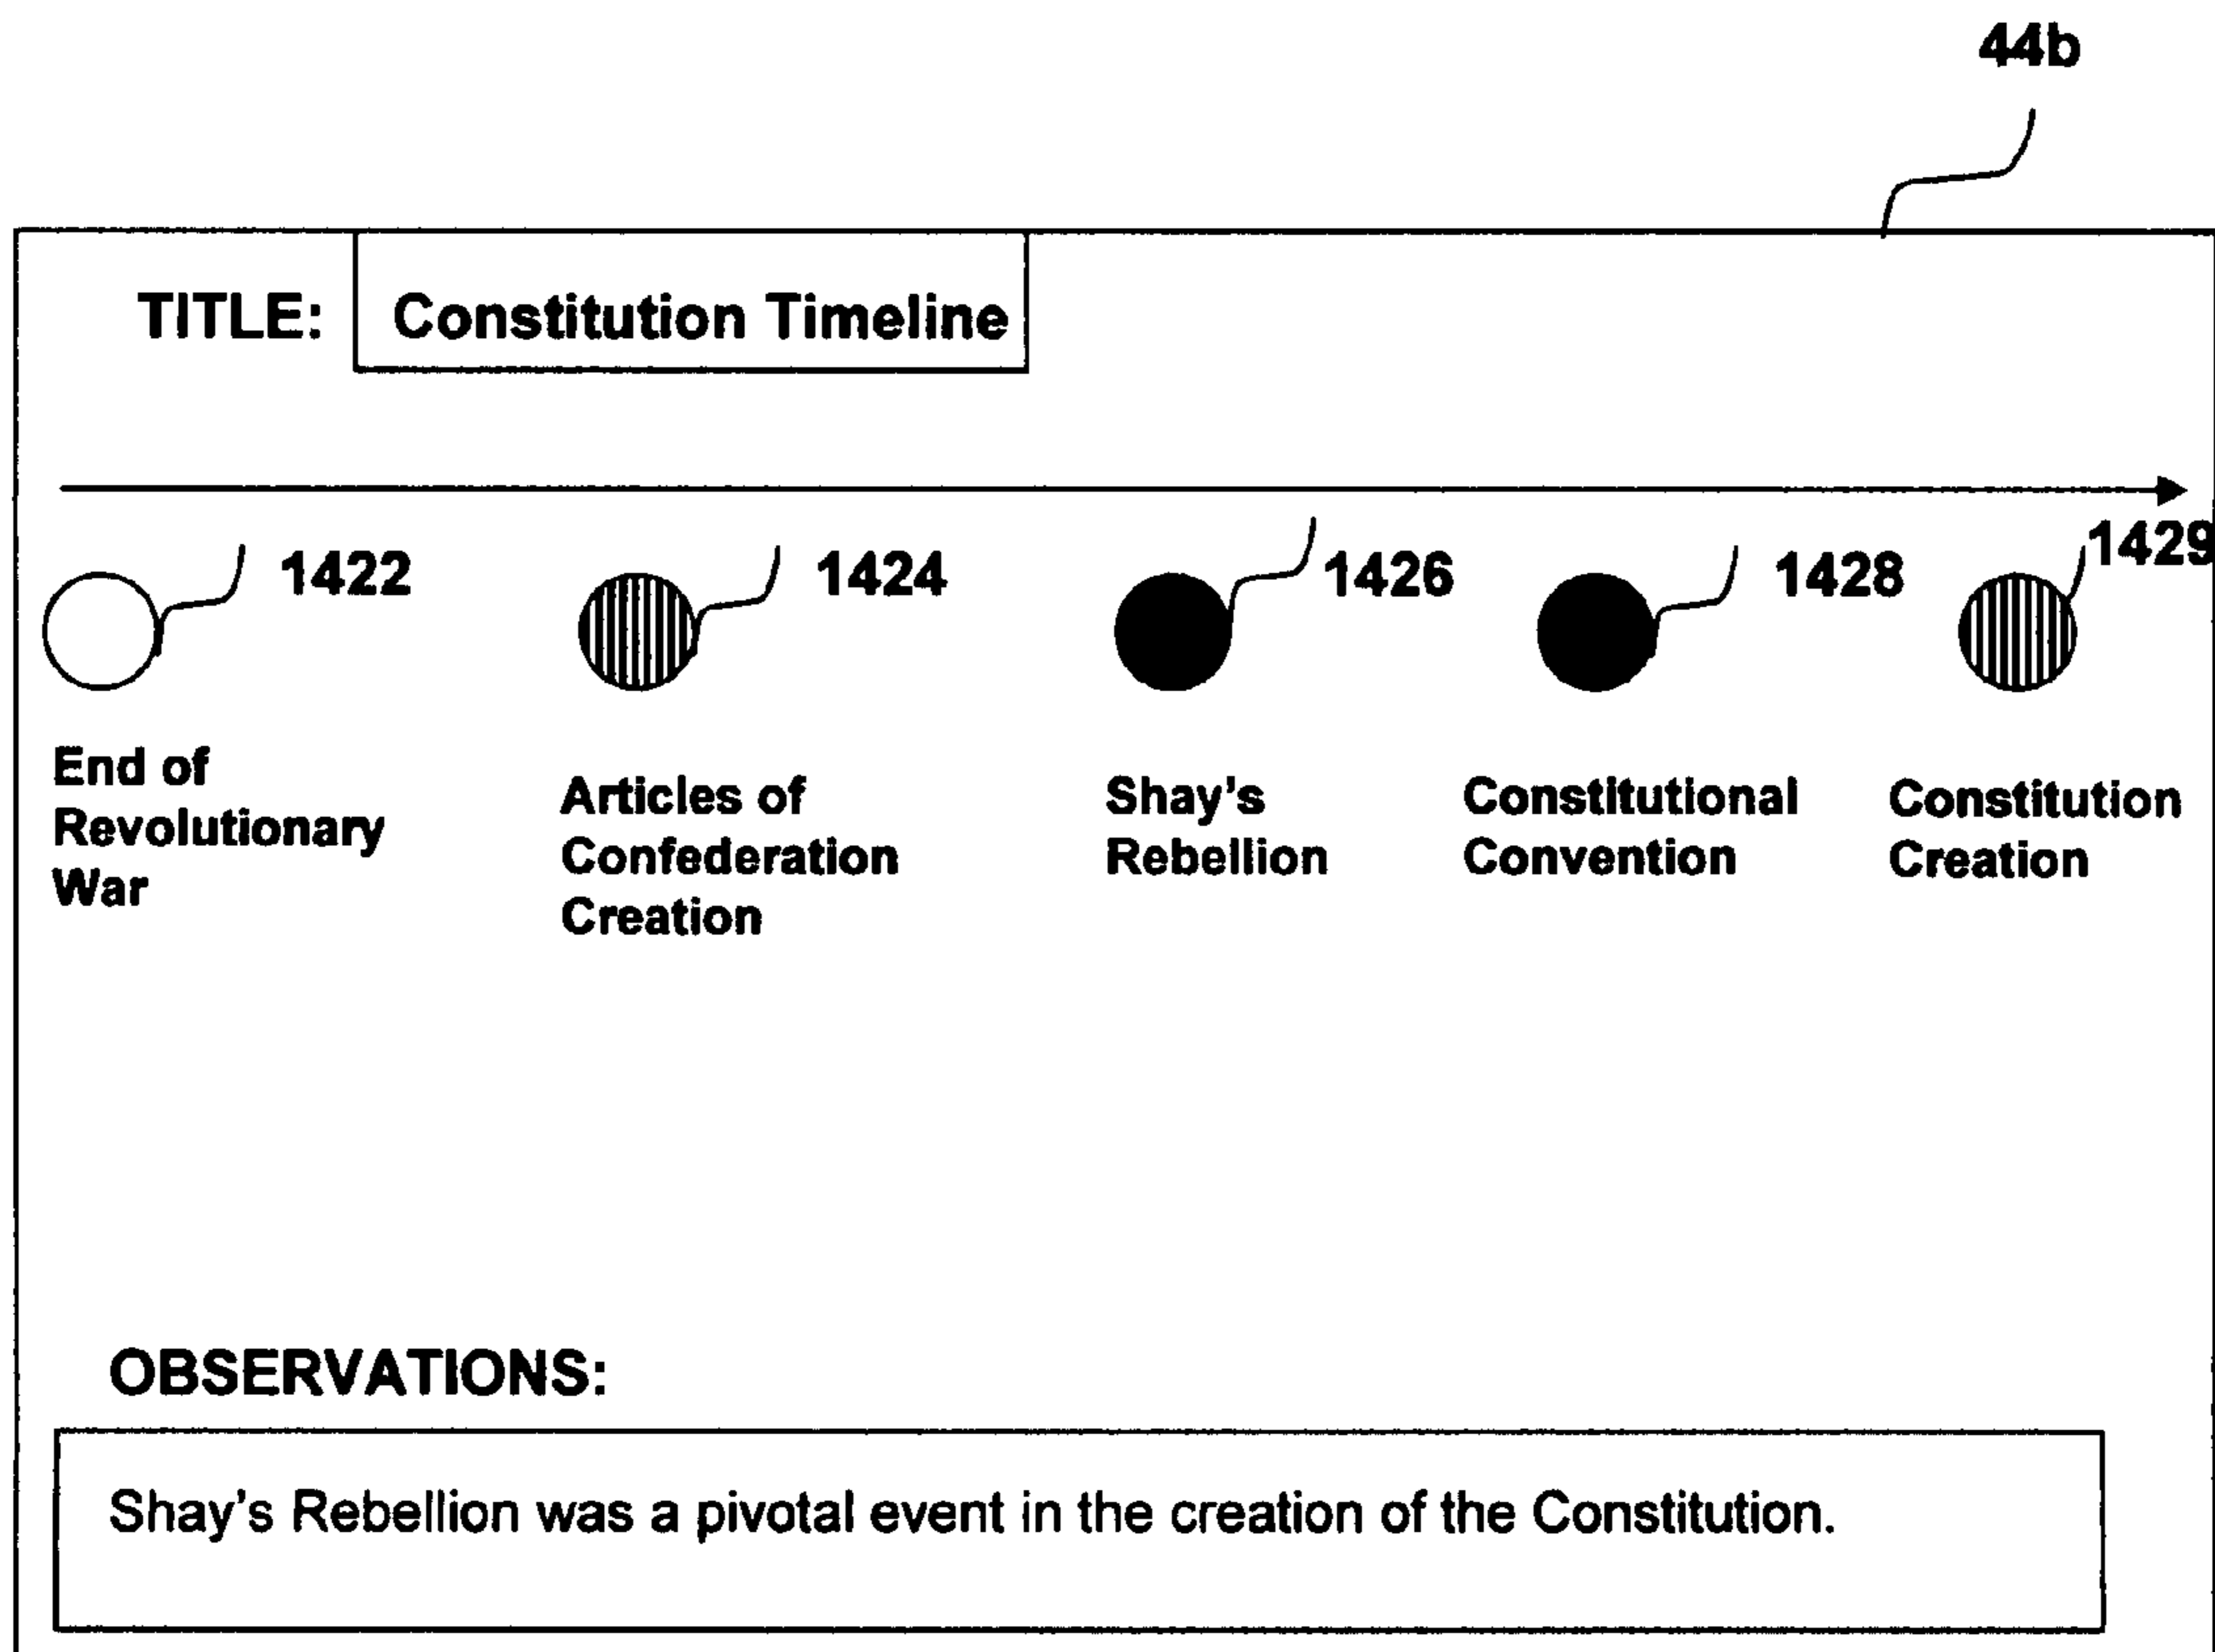 44b
TITLE: Constitution Timeline
1422 1424 1426 1428 1429
End of
Revolutionary
War
Articles of
Confederation
Creation
Shay's
Rebellion
Constitutional
Convention
Constitution
Creation
OBSERVATIONS:
Shay's Rebellion was a pivotal event in the creation of the Constitution.